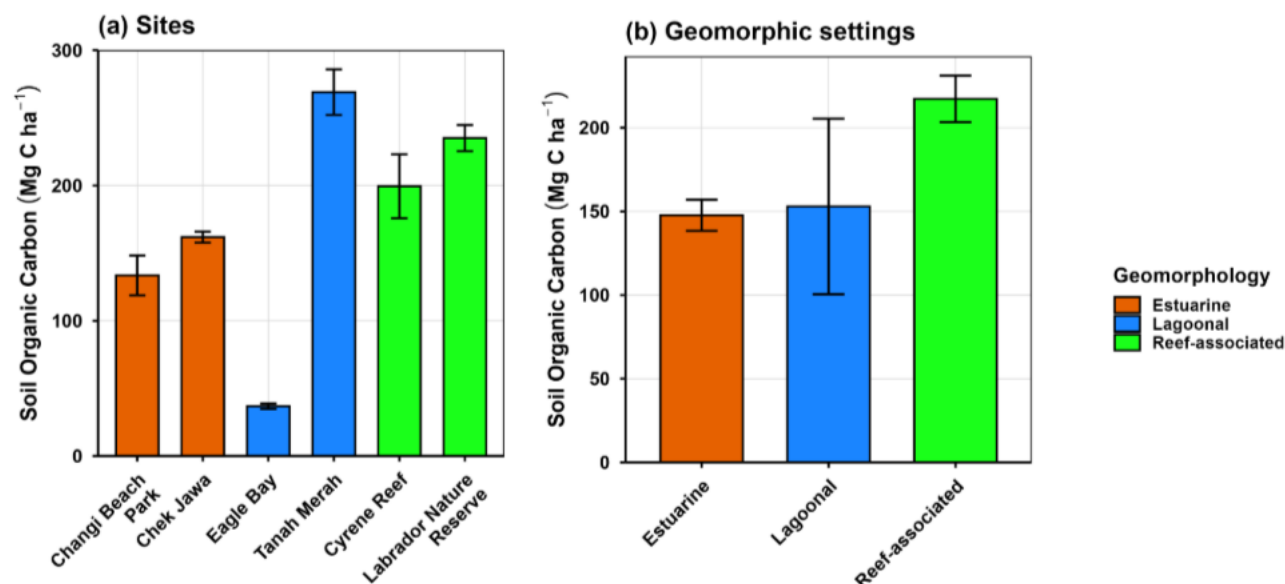 (a) Sites
Soil Organic Carbon (Mg C ha⁻¹)
300
200
100
0
Changi Beach
Park
Chek Jawa
Eagle Bay
Tanah Merah
Cyrene Reef
Labrador Nature
Reserve
(b) Geomorphic settings
Soil Organic Carbon (Mg C ha⁻¹)
200
150
100
50
0
Estuarine
Lagoonal
Reef-associated
Geomorphology
Estuarine
Lagoonal
Reef-associated